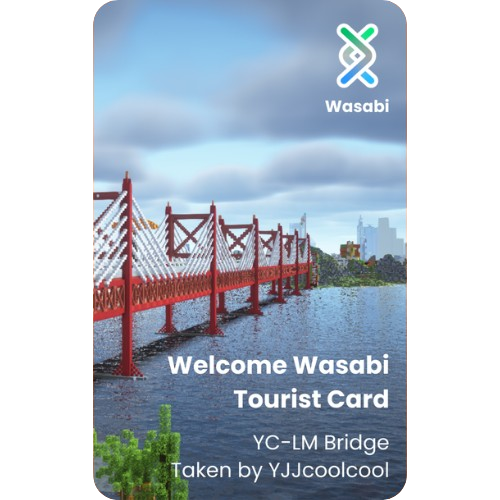 Wasabi
Welcome Wasabi
Tourist Card
YC-LM Bridge
Taken by YJJcoolcool